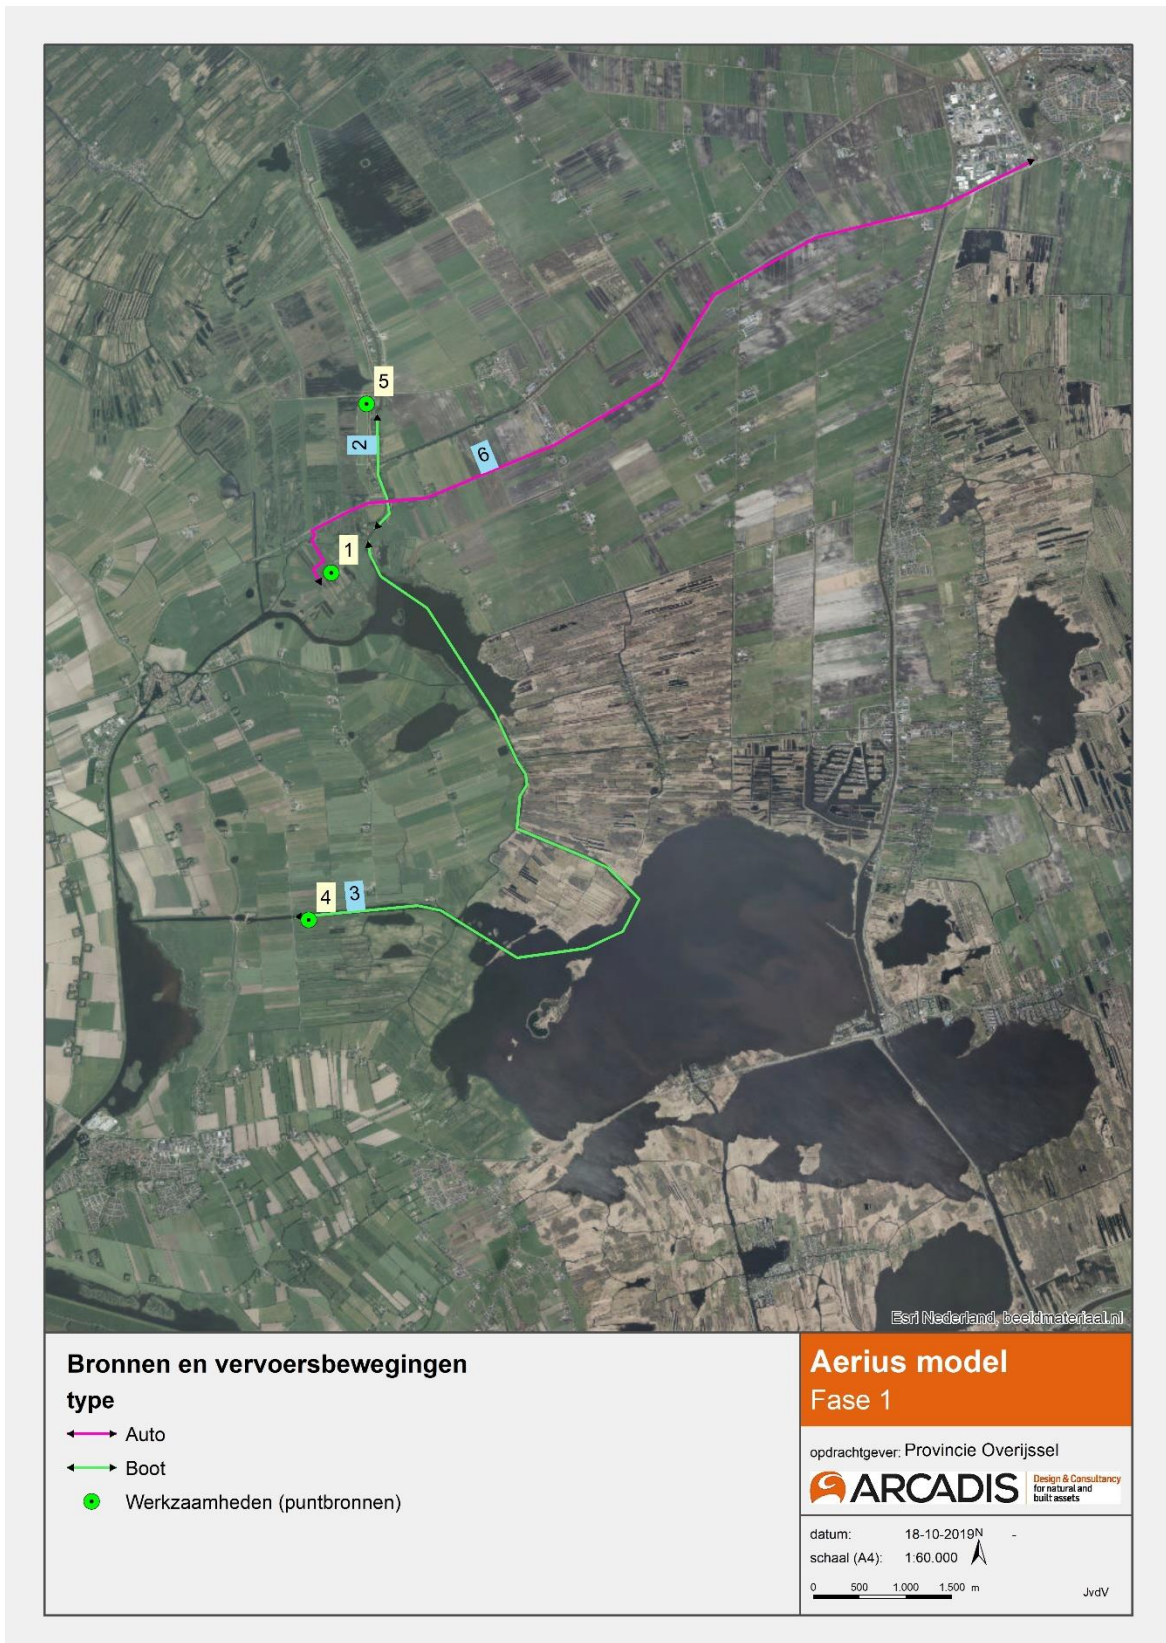 5
2
6
1
4
3
Esri Nederland, beeldmateriaal.nl
Bronnen en vervoersbewegingen
type
Auto
Boot
Werkzaamheden (puntbronnen)
Aerius model
Fase 1
opdrachtgever: Provincie Overijssel
ARCADIS
Design & Consultancy
for natural and
built assets
datum: 18-10-2019 N -
schaal (A4): 1:60.000
0 500 1.000 1.500 m
JvdV